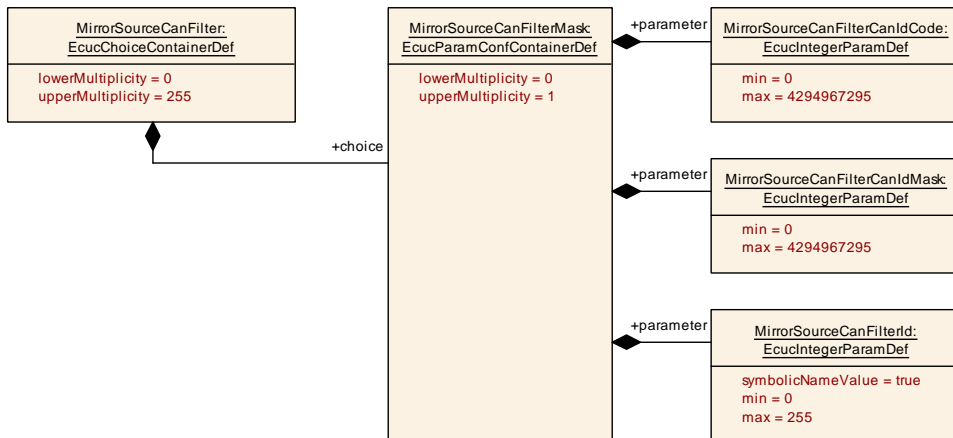 MirrorSourceCanFilter:
EcucChoiceContainerDef
lowerMultiplicity = 0
upperMultiplicity = 255
+choice
MirrorSourceCanFilterMask:
EcucParamConfContainerDef
lowerMultiplicity = 0
upperMultiplicity = 1
+parameter
MirrorSourceCanFilterCanIdCode:
EcucIntegerParamDef
min = 0
max = 4294967295
+parameter
MirrorSourceCanFilterCanIdMask:
EcucIntegerParamDef
min = 0
max = 4294967295
+parameter
MirrorSourceCanFilterId:
EcucIntegerParamDef
symbolicNameValue = true
min = 0
max = 255